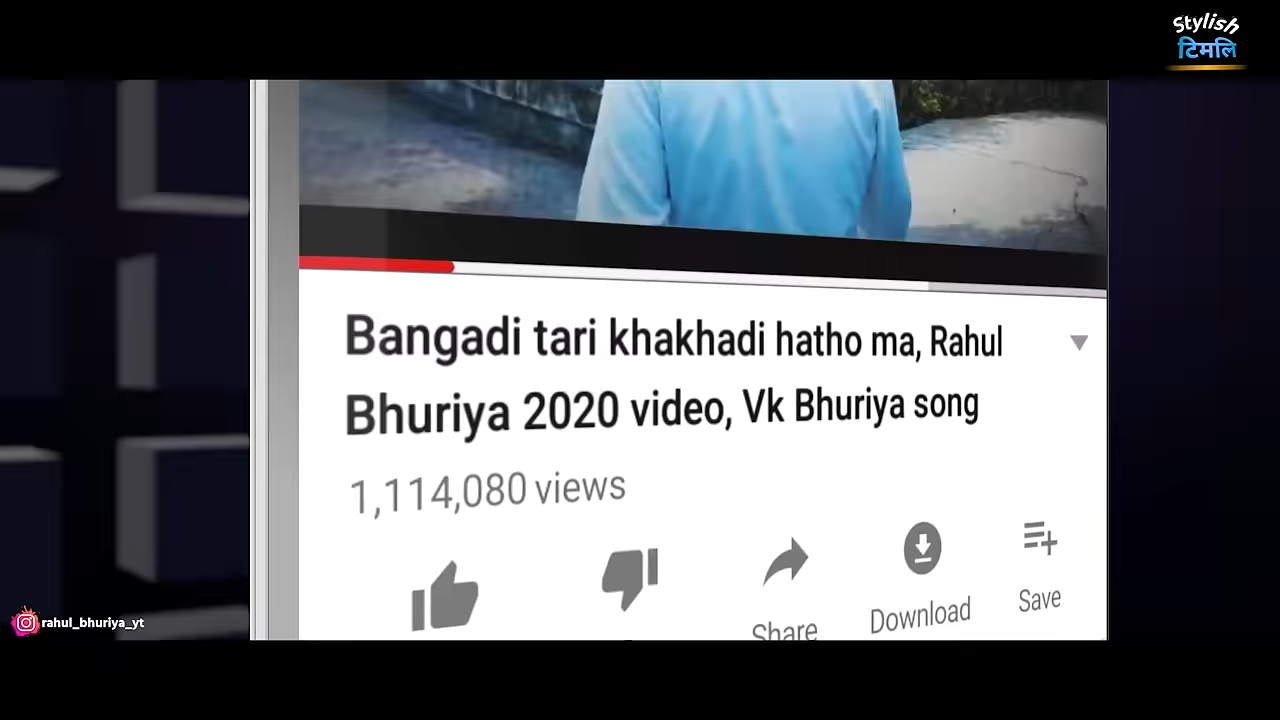 Stylish
टिमलि
Bangadi tari khakhadi hatho ma, Rahul
Bhuriya 2020 video, Vk Bhuriya song
1,114,080 views
Share
Download
Save
rahul_bhuriya_yt